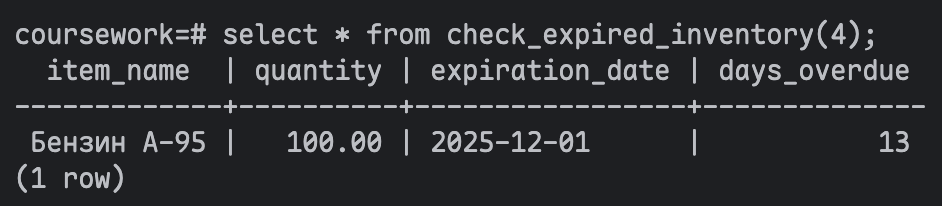 coursework=# select * from check_expired_inventory(4);
  item_name  | quantity | expiration_date | days_overdue
-------------+----------+-----------------+--------------
 Бензин А-95 |   100.00 | 2025-12-01      |           13
(1 row)